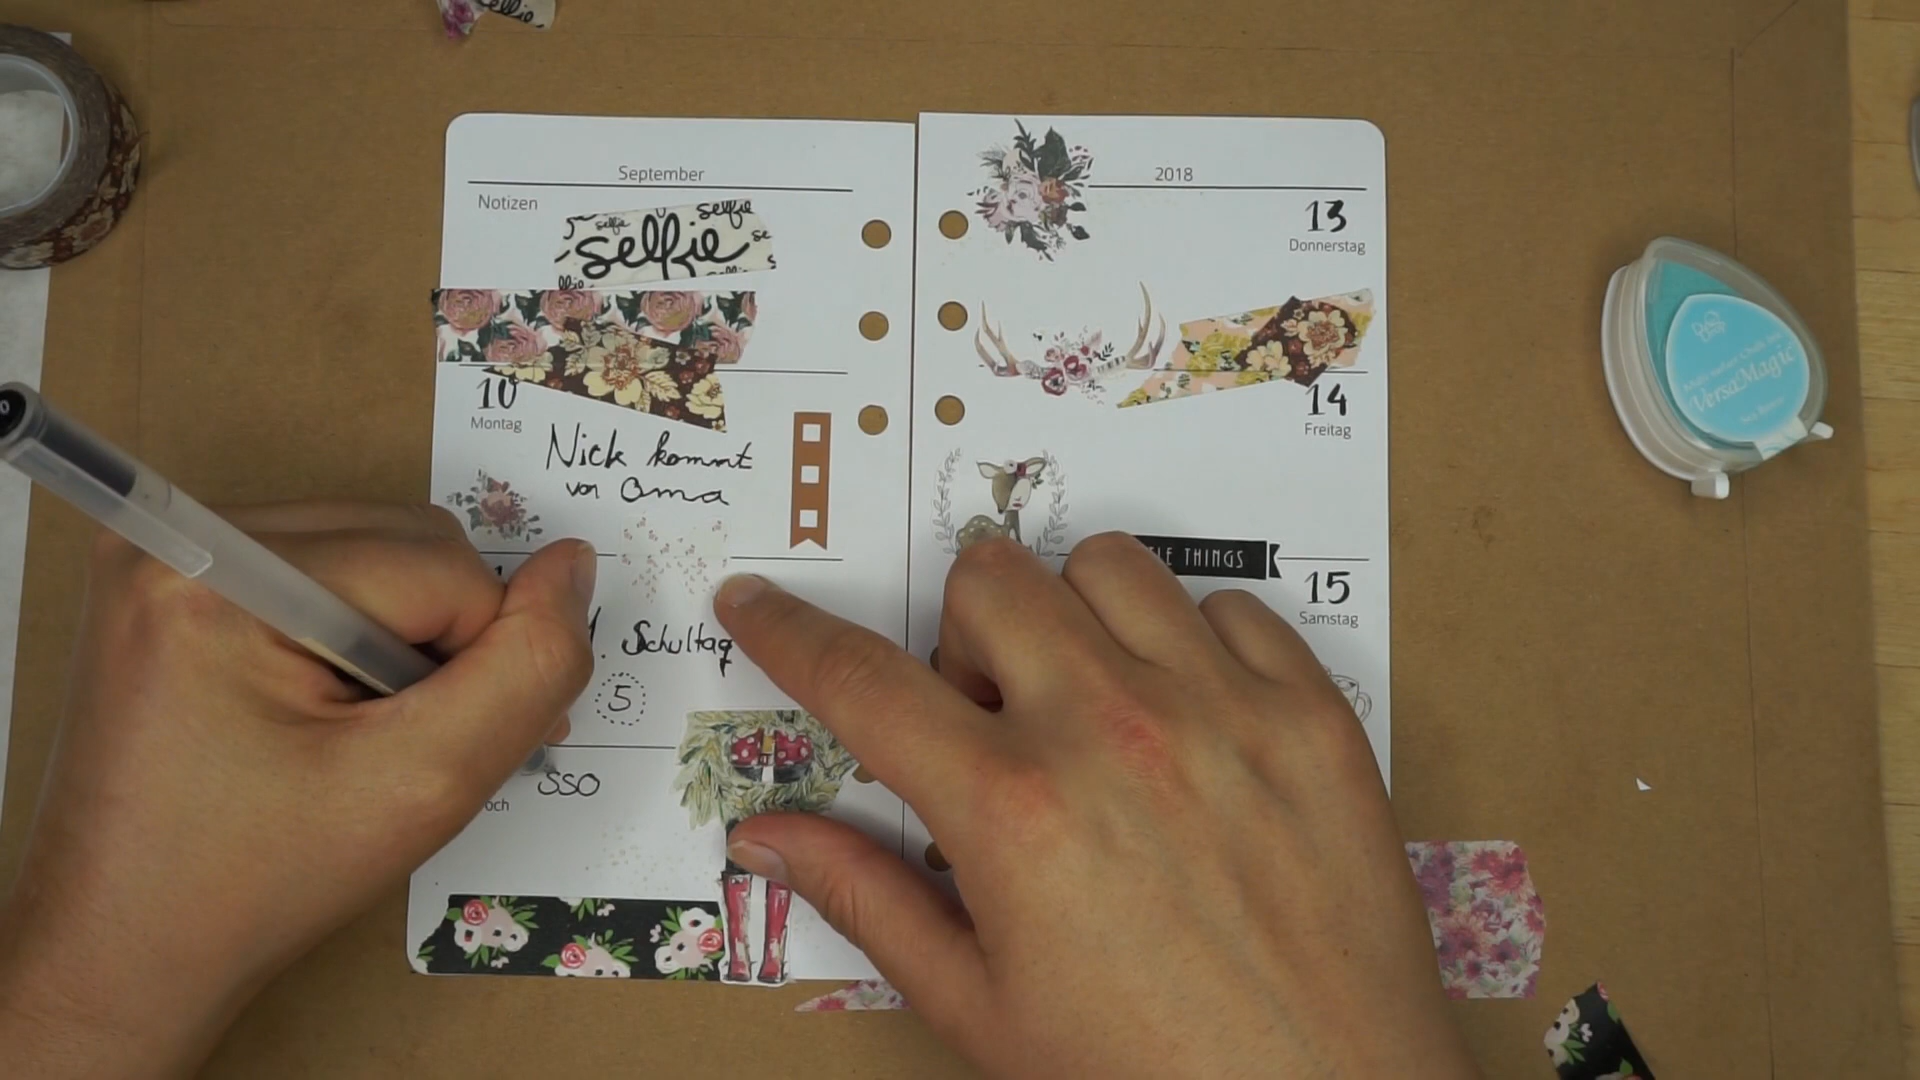 September
Notizen
selfie
selfie
selfie
10
Montag
Nick kommt
von Oma
1. Schultag
5
SSO
2018
13
Donnerstag
14
Freitag
THINGS
15
Samstag
VersaMagic